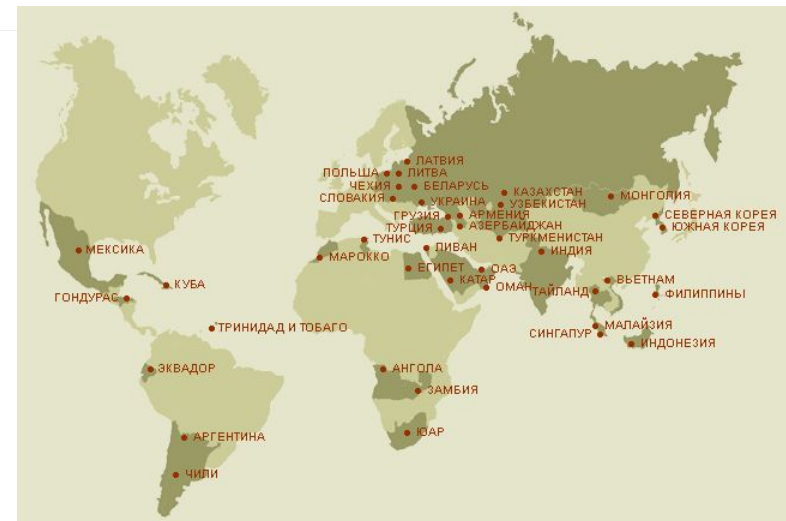 ЛАТВИЯ
ПОЛЬША
ЛИТВА
ЧЕХИЯ
БЕЛАРУСЬ
СЛОВАКИЯ
УКРАИНА
КАЗАХСТАН
УЗБЕКИСТАН
МОНГОЛИЯ
ГРУЗИЯ
АРМЕНИЯ
СЕВЕРНАЯ КОРЕЯ
ТУРЦИЯ
АЗЕРБАЙДЖАН
ЮЖНАЯ КОРЕЯ
ТУНИС
ТУРКМЕНИСТАН
МЕКСИКА
МАРОККО
ЛИВАН
ИНДИЯ
ЕГИПЕТ
ОАЭ
КУБА
КАТАР
ОМАН
ТАЙЛАНД
ВЬЕТНАМ
ГОНДУРАС
ФИЛИППИНЫ
ТРИНИДАД И ТОБАГО
МАЛАЙЗИЯ
СИНГАПУР
ИНДОНЕЗИЯ
ЭКВАДОР
АНГОЛА
ЗАМБИЯ
АРГЕНТИНА
ЮАР
ЧИЛИ